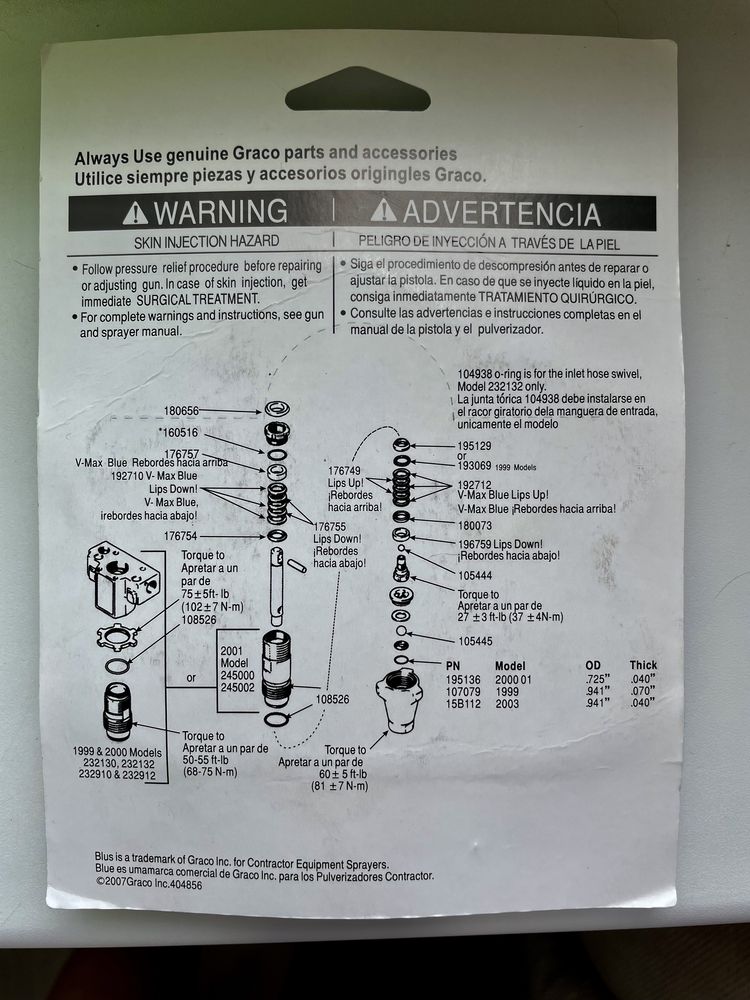 Always Use genuine Graco parts and accessories
Utilice siempre piezas y accesorios origingles Graco.
WARNING
ADVERTENCIA
SKIN INJECTION HAZARD
PELIGRO DE INYECCIÓN A TRAVÉS DE LA PIEL
• Follow pressure relief procedure before repairing
or adjusting gun. In case of skin injection, get
immediate SURGICAL TREATMENT.
• For complete warnings and instructions, see gun
and sprayer manual.
• Siga el procedimiento de descompresión antes de reparar o
ajustar la pistola. En caso de que se inyecte líquido en la piel,
consiga inmediatamente TRATAMIENTO QUIRÚRGICO.
• Consulte las advertencias e instrucciones completas en el
manual de la pistola y el pulverizador.
104938 o-ring is for the inlet hose swivel,
Model 232132 only.
La junta tórica 104938 debe instalarse en
el racor giratorio dela manguera de entrada,
unicamente el modelo
180656
*160516
176757
V-Max Blue Rebordes hacia arriba
192710 V- Max Blue
Lips Down!
V- Max Blue,
irebordes hacia abajo!
176754
176755
Lips Down!
¡Rebordes
hacia abajo!
176749
Lips Up!
¡Rebordes
hacia arriba!
195129
or
193069 1999 Models
192712
V-Max Blue Lips Up!
V-Max Blue ¡Rebordes hacia arriba!
180073
196759 Lips Down!
¡Rebordes hacia abajo!
105444
Torque to
Apretar a un par de
27 ±3 ft-lb (37 ±4N-m)
105445
Torque to
Apretar a un
par de
75±5ft- lb
(102±7 N-m)
108526
or
2001
Model
245000
245002
108526
PN Model OD Thick
195136 2000 01 .725” .040”
107079 1999 .941” .070”
15B112 2003 .941” .040”
1999 & 2000 Models
232130, 232132
232910 & 232912
Torque to
Apretar a un par de
50-55 ft-lb
(68-75 N-m)
Torque to
Apretar a un par de
60± 5 ft-lb
(81 ±7 N-m)
Blus is a trademark of Graco Inc. for Contractor Equipment Sprayers.
Blue es umamarca comercial de Graco Inc. para los Pulverizadores Contractor.
©2007Graco Inc.404856